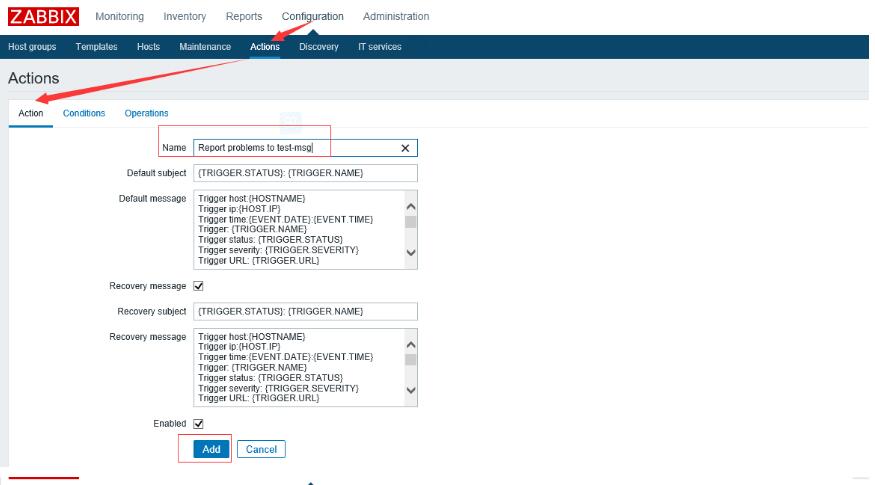 ZABBIX Monitoring Inventory Reports Configuration Administration
Host groups Templates Hosts Maintenance Actions Discovery IT services
Actions
Action Conditions Operations
Name Report problems to test-msg
Default subject {TRIGGER.STATUS}: {TRIGGER.NAME}
Default message Trigger host:{HOSTNAME}
Trigger ip:{HOST.IP}
Trigger time:{EVENT.DATE}:{EVENT.TIME}
Trigger: {TRIGGER.NAME}
Trigger status: {TRIGGER.STATUS}
Trigger severity: {TRIGGER.SEVERITY}
Trigger URL: {TRIGGER.URL}
Recovery message
Recovery subject {TRIGGER.STATUS}: {TRIGGER.NAME}
Recovery message Trigger host:{HOSTNAME}
Trigger ip:{HOST.IP}
Trigger time:{EVENT.DATE}:{EVENT.TIME}
Trigger: {TRIGGER.NAME}
Trigger status: {TRIGGER.STATUS}
Trigger severity: {TRIGGER.SEVERITY}
Trigger URL: {TRIGGER.URL}
Enabled
Add Cancel